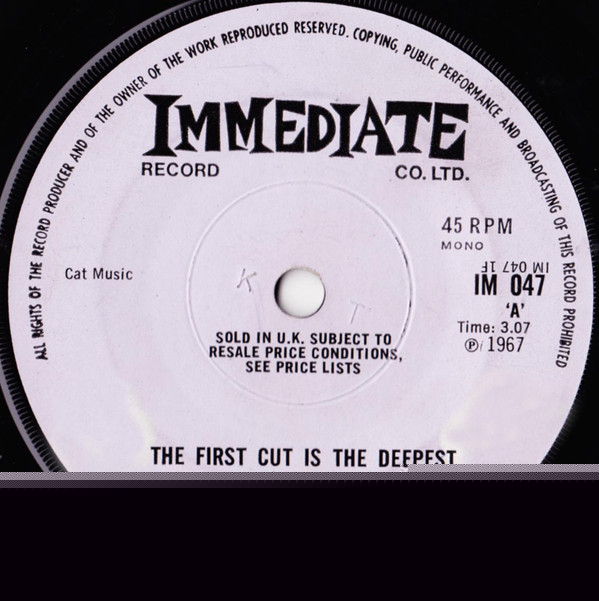 ALL RIGHTS OF THE RECORD PRODUCER AND OF THE OWNER OF THE WORK REPRODUCED RESERVED. COPYING, PUBLIC PERFORMANCE AND BROADCASTING OF THIS RECORD PROHIBITED
IMMEDIATE
RECORD CO. LTD.
45 RPM
MONO
Cat Music
IM 047 1F
IM 047
'A'
Time: 3.07
℗ 1967
K T
SOLD IN U.K. SUBJECT TO
RESALE PRICE CONDITIONS,
SEE PRICE LISTS
THE FIRST CUT IS THE DEEPEST